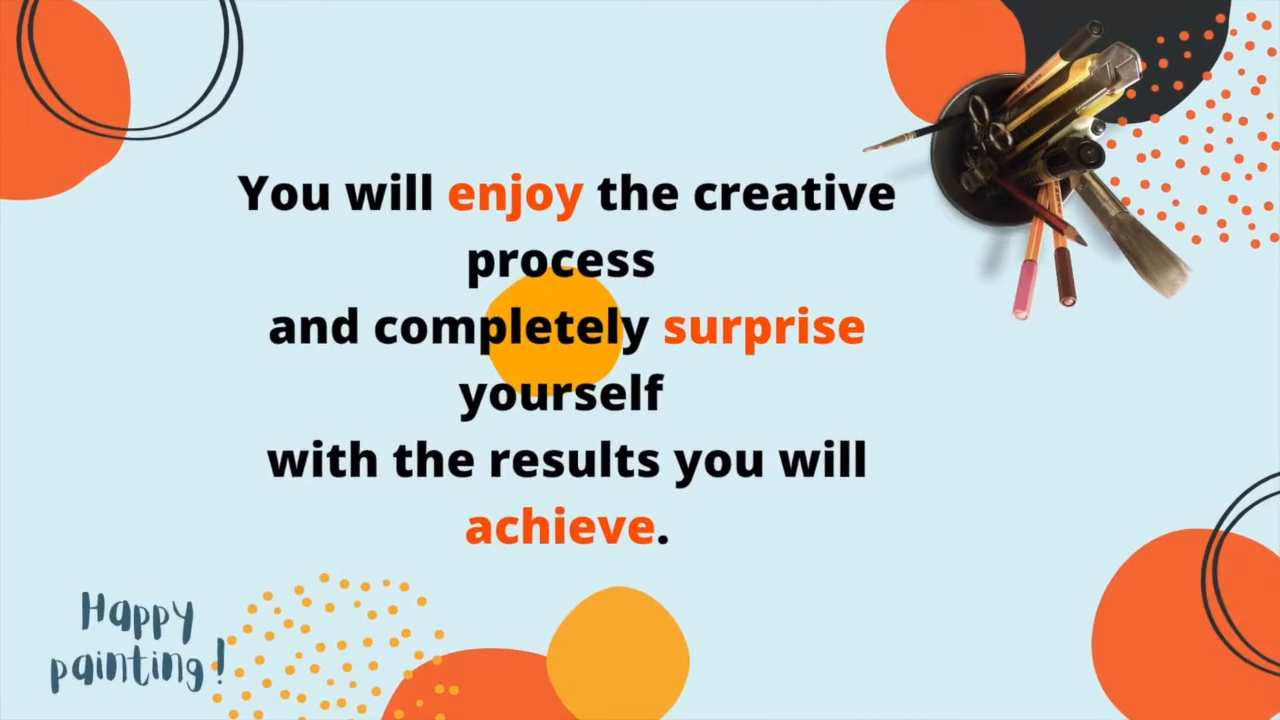 You will enjoy the creative
process
and completely surprise
yourself
with the results you will
achieve.
Happy
painting!